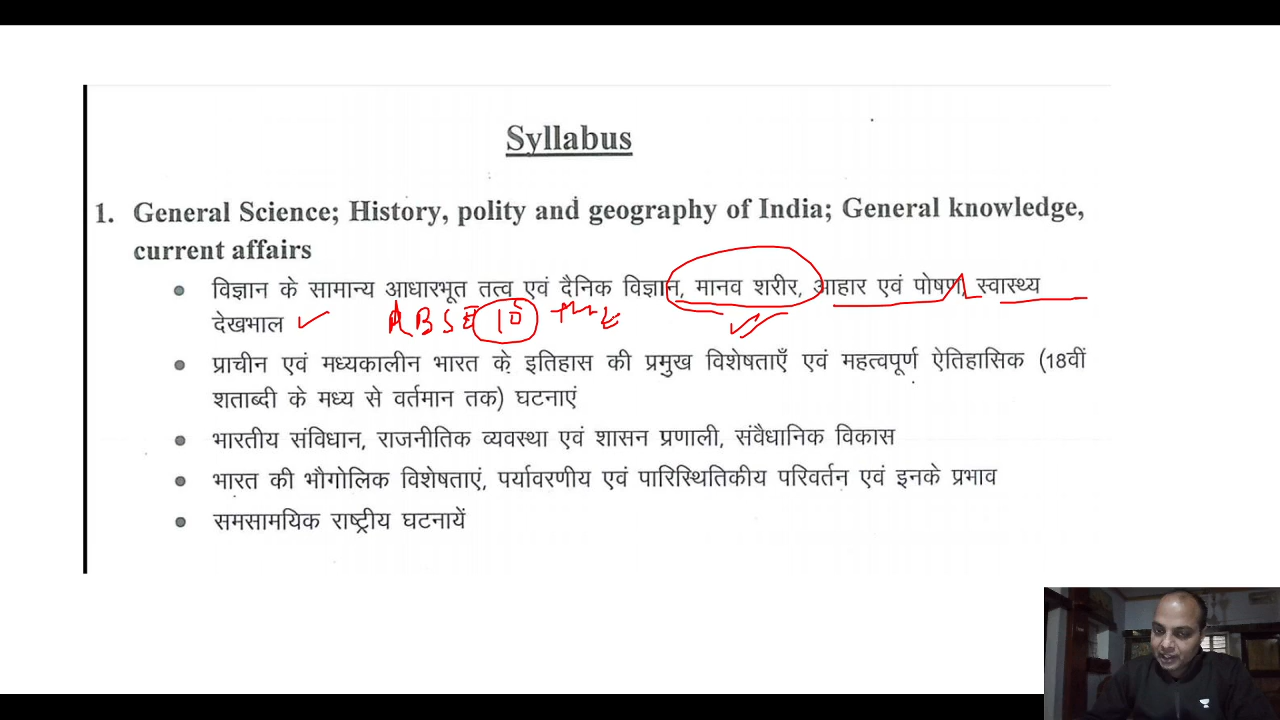 Syllabus
1. General Science; History, polity and geography of India; General knowledge,
current affairs
• विज्ञान के सामान्य आधारभूत तत्व एवं दैनिक विज्ञान, मानव शरीर, आहार एवं पोषण, स्वास्थ्य
देखभाल
RBSE 10
• प्राचीन एवं मध्यकालीन भारत के इतिहास की प्रमुख विशेषताएँ एवं महत्वपूर्ण ऐतिहासिक (18वीं
शताब्दी के मध्य से वर्तमान तक) घटनाएं
• भारतीय संविधान, राजनीतिक व्यवस्था एवं शासन प्रणाली, संवैधानिक विकास
• भारत की भौगोलिक विशेषताएं, पर्यावरणीय एवं पारिस्थितिकीय परिवर्तन एवं इनके प्रभाव
• समसामयिक राष्ट्रीय घटनायें